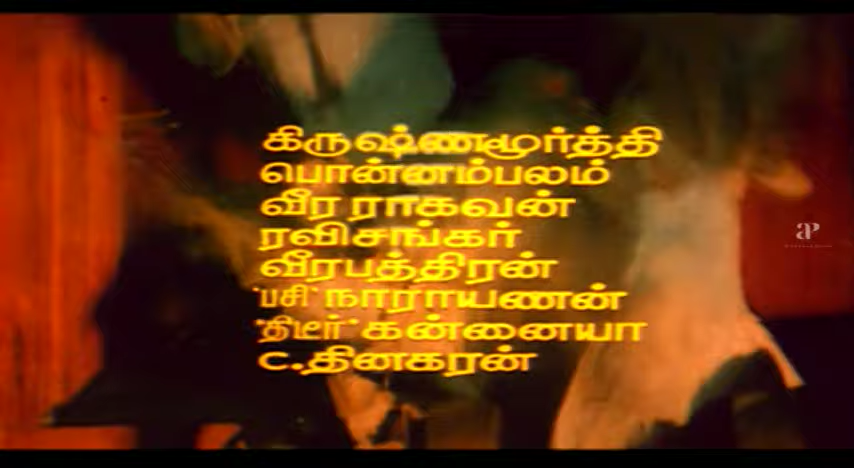 கிருஷ்ணமூர்த்தி
பொன்னம்பலம்
வீர ராகவன்
ரவிசங்கர்
வீரபத்திரன்
'பசி' நாராயணன்
'திடீர்' கன்னையா
C.தினகரன்